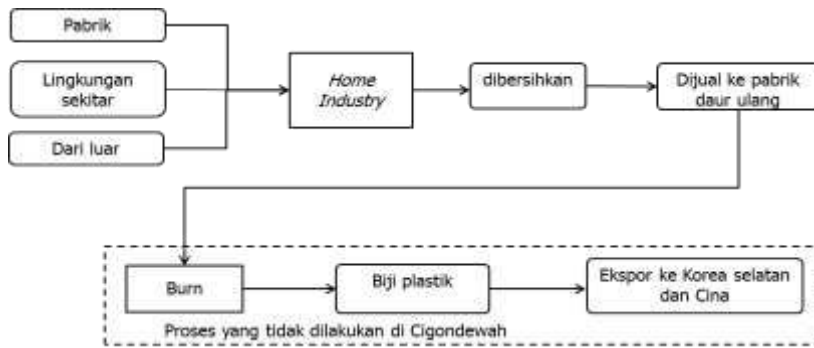 Pabrik
Lingkungan
sekitar
Dari luar
Home
Industry
dibersihkan
Dijual ke pabrik
daur ulang
Burn
Biji plastik
Ekspor ke Korea selatan
dan Cina
Proses yang tidak dilakukan di Cigondewah